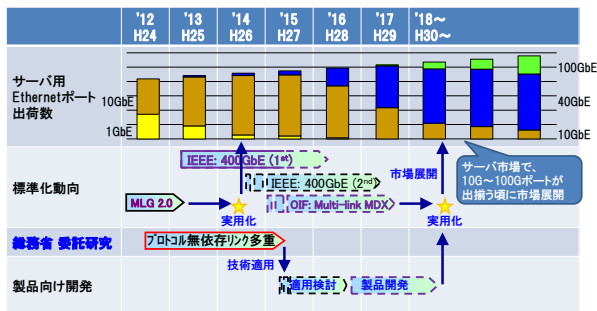 '12
H24
'13
H25
'14
H26
'15
H27
'16
H28
'17
H29
'18～
H30～
サーバ用
Ethernetポート
出荷数
10GbE
1GbE
100GbE
40GbE
10GbE
標準化動向
IEEE: 400GbE (1st)
IEEE: 400GbE (2nd)
MLG 2.0
OIF: Multi-link MDX
実用化
市場展開
実用化
サーバ市場で、
10G～100Gポートが
出揃う頃に市場展開
総務省 委託研究
プロトコル無依存リンク多重
技術適用
製品向け開発
適用検討
製品開発